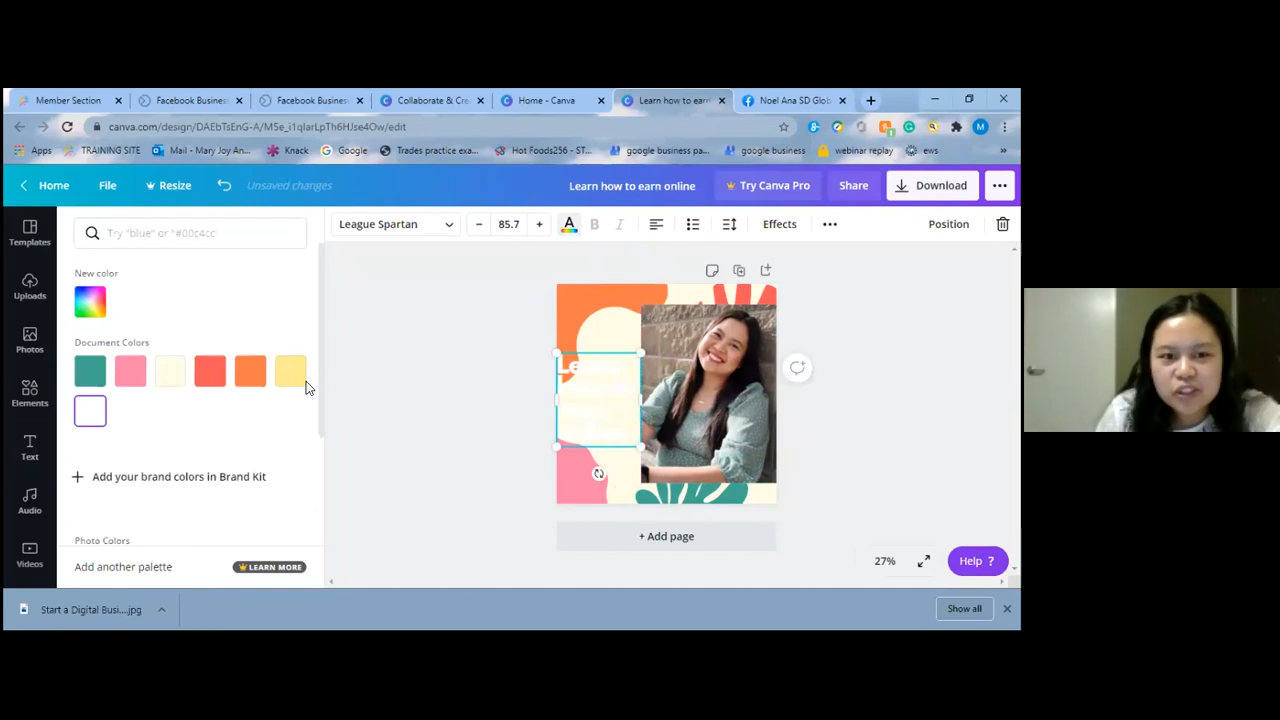 Member Section
Facebook Busines
Facebook Busines
Collaborate & Cre
Home - Canva
Learn how to earn
Noel Ana SD Glob
canva.com/design/DAEbTsEnG-A/M5e_i1qIarLpTh6HJse4Ow/edit
M
Apps
TRAINING SITE
Mail - Mary Joy An...
Knack
Google
Trades practice exa...
Hot Foods256 - ST...
google business pa...
google business
webinar replay
ews
Home
File
Resize
Unsaved changes
Learn how to earn online
Try Canva Pro
Share
Download
Templates
Uploads
Photos
Elements
Text
Audio
Videos
Try "blue" or "#00c4cc"
New color
Document Colors
Add your brand colors in Brand Kit
Photo Colors
Add another palette
LEARN MORE
League Spartan
85.7
A
B
I
Effects
Position
+ Add page
27%
Help ?
Start a Digital Busi....jpg
Show all